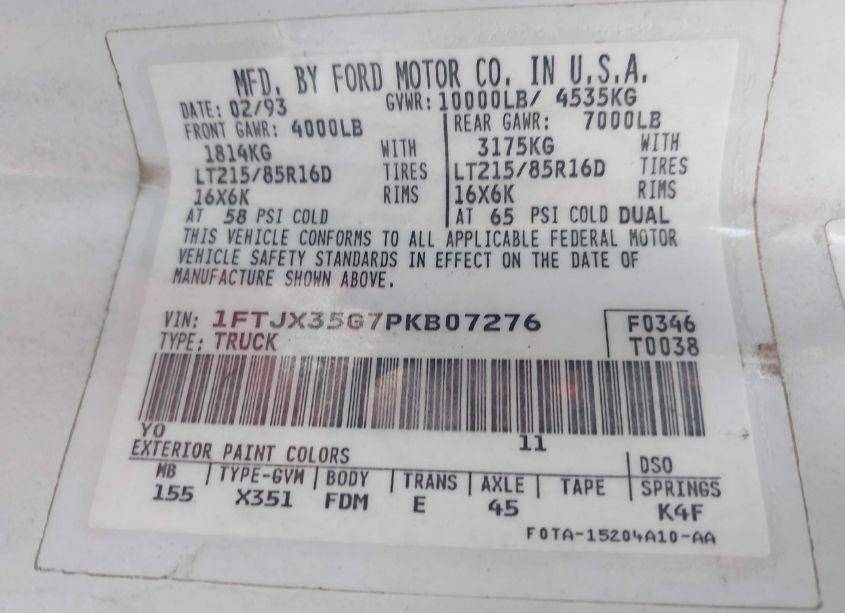 MFD. BY FORD MOTOR CO. IN U.S.A.
DATE: 02/93 GVWR: 10000LB/ 4535KG
FRONT GAWR: 4000LB REAR GAWR: 7000LB
1814KG WITH 3175KG WITH
LT215/85R16D TIRES LT215/85R16D TIRES
16X6K RIMS 16X6K RIMS
AT 58 PSI COLD AT 65 PSI COLD DUAL
THIS VEHICLE CONFORMS TO ALL APPLICABLE FEDERAL MOTOR
VEHICLE SAFETY STANDARDS IN EFFECT ON THE DATE OF
MANUFACTURE SHOWN ABOVE.
VIN: 1FTJX35G7PKB07276 F0346
TYPE: TRUCK T0038
YO 11
EXTERIOR PAINT COLORS DSO
WB TYPE-GVW BODY TRANS AXLE TAPE SPRINGS
155 X351 FDM E 45 K4F
F0TA-15204A10-AA